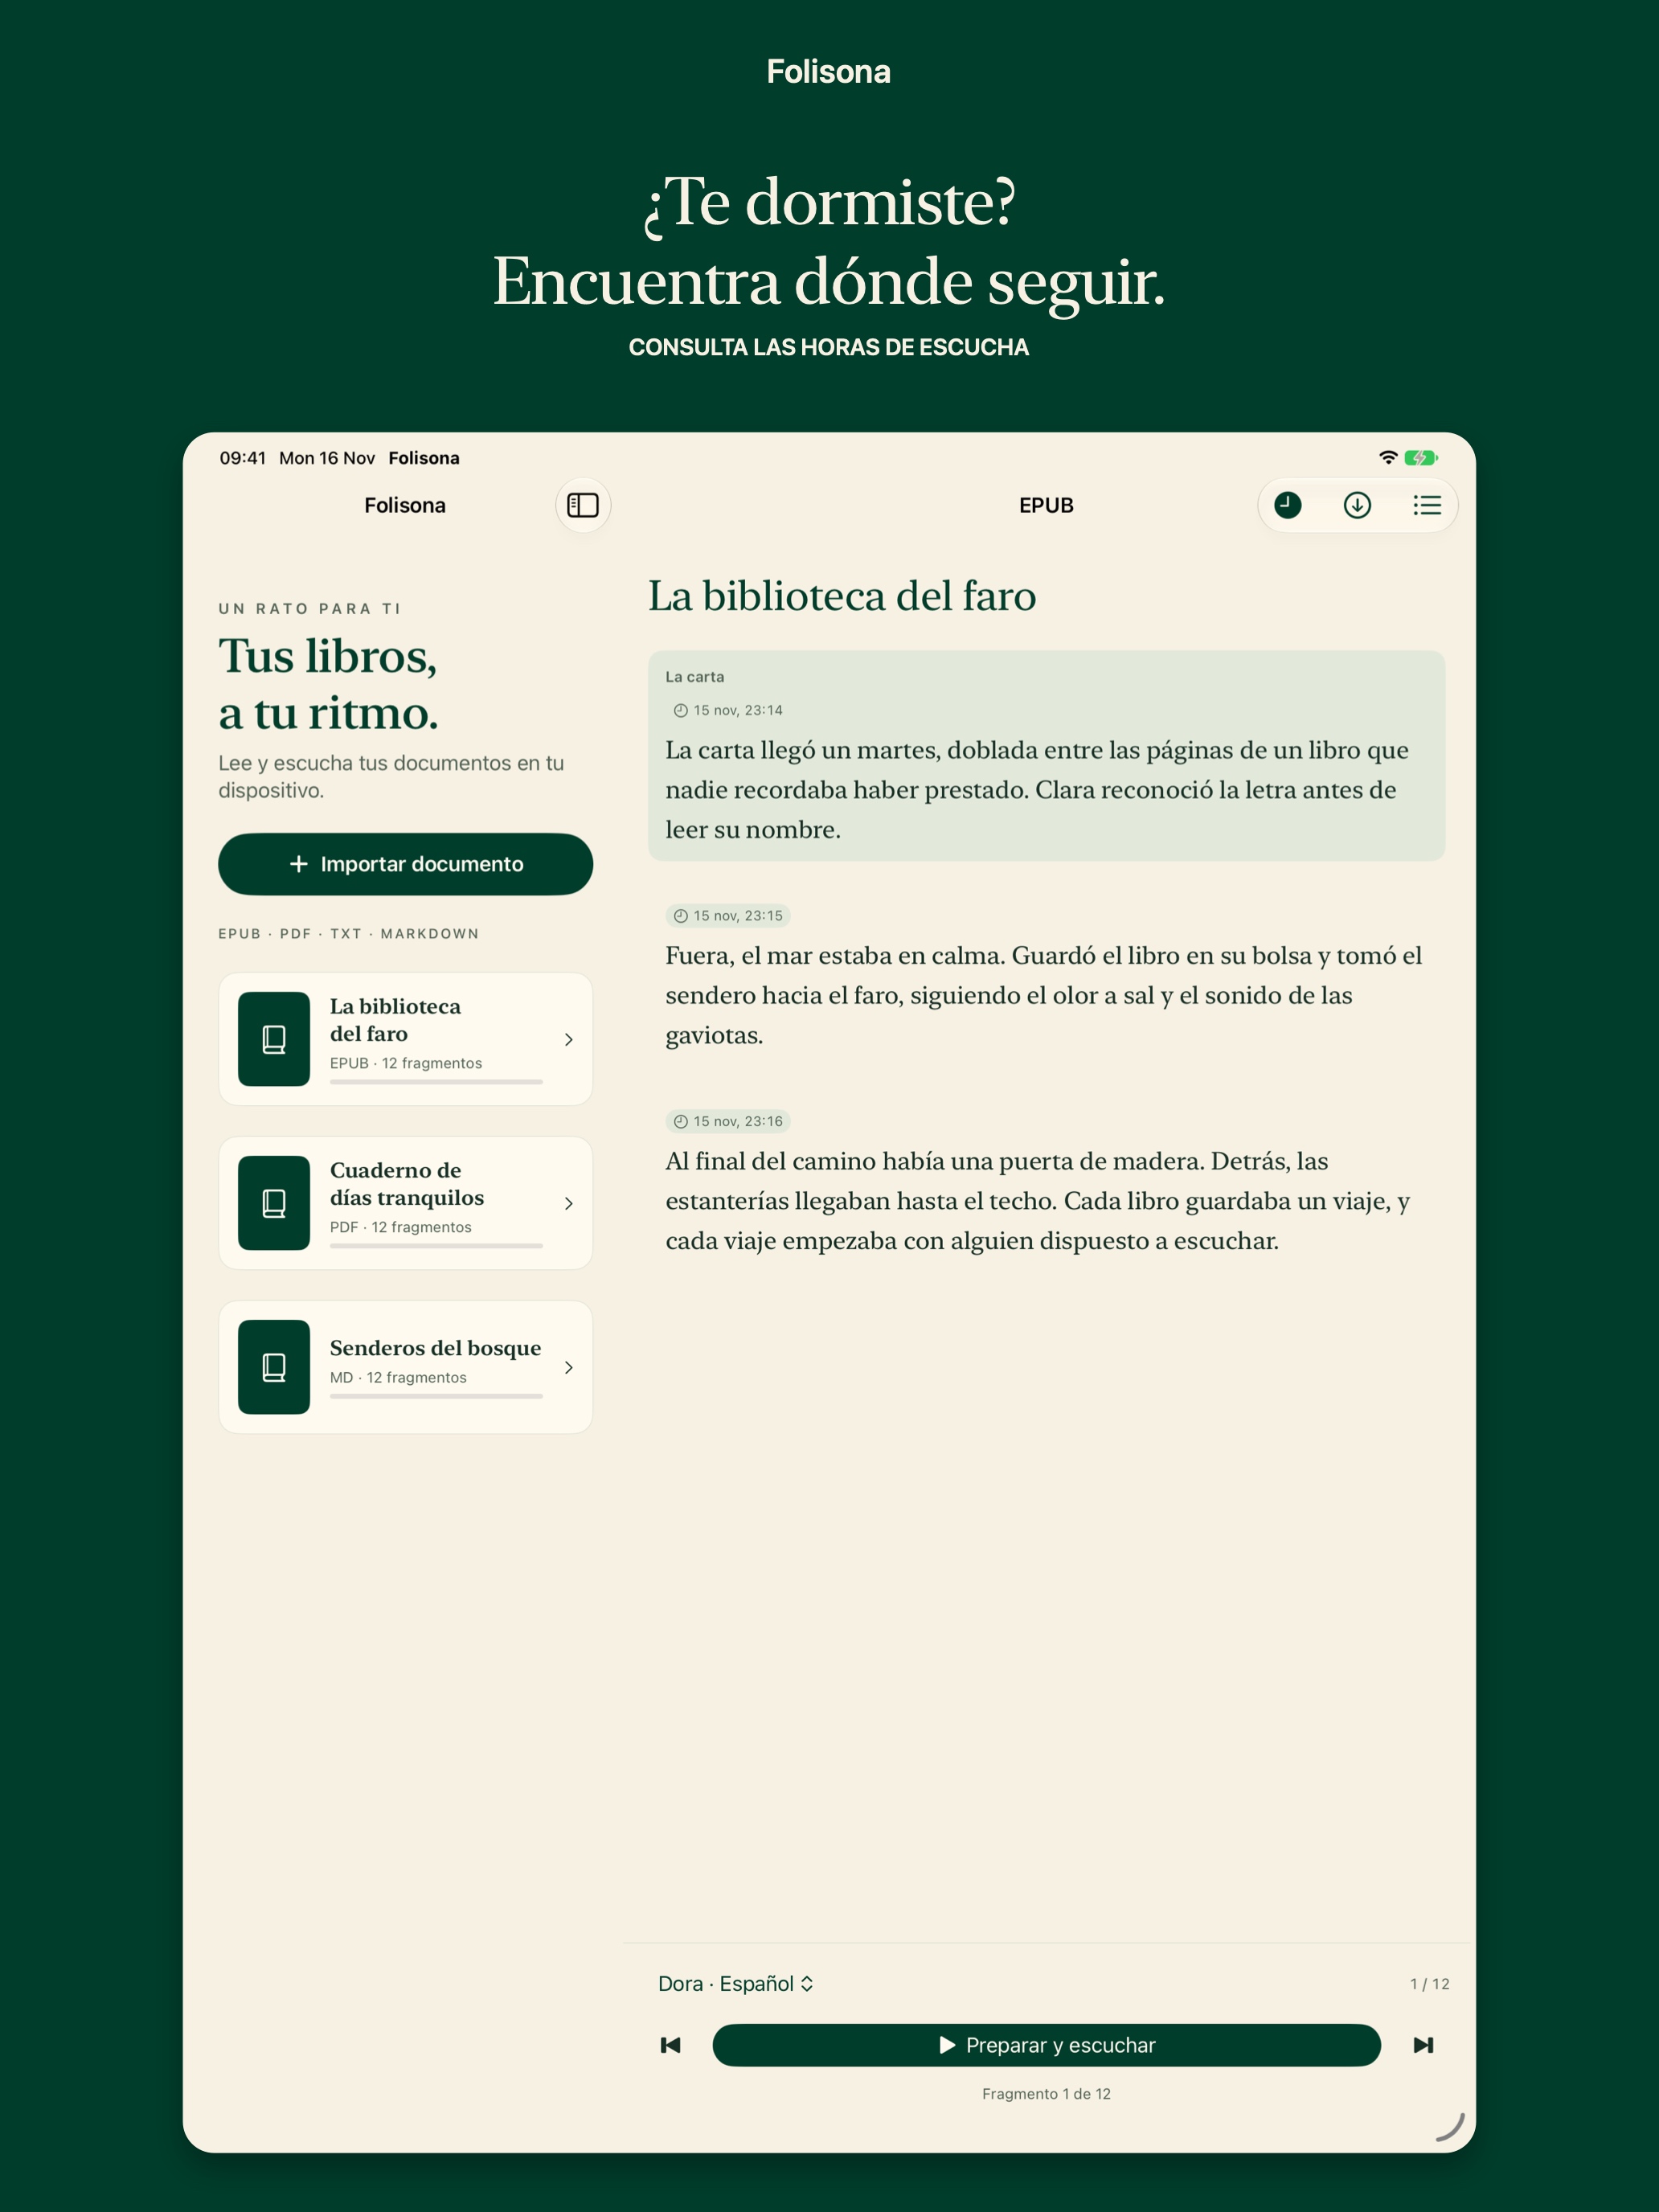 Folisona
¿Te dormiste?
Encuentra dónde seguir.
CONSULTA LAS HORAS DE ESCUCHA
09:41 Mon 16 Nov Folisona
Folisona
UN RATO PARA TI
Tus libros,
a tu ritmo.
Lee y escucha tus documentos en tu
dispositivo.
+ Importar documento
EPUB · PDF · TXT · MARKDOWN
La biblioteca
del faro
EPUB · 12 fragmentos
Cuaderno de
días tranquilos
PDF · 12 fragmentos
Senderos del bosque
MD · 12 fragmentos
EPUB
La biblioteca del faro
La carta
15 nov, 23:14
La carta llegó un martes, doblada entre las páginas de un libro que
nadie recordaba haber prestado. Clara reconoció la letra antes de
leer su nombre.
15 nov, 23:15
Fuera, el mar estaba en calma. Guardó el libro en su bolsa y tomó el
sendero hacia el faro, siguiendo el olor a sal y el sonido de las
gaviotas.
15 nov, 23:16
Al final del camino había una puerta de madera. Detrás, las
estanterías llegaban hasta el techo. Cada libro guardaba un viaje, y
cada viaje empezaba con alguien dispuesto a escuchar.
Dora · Español
1 / 12
Preparar y escuchar
Fragmento 1 de 12